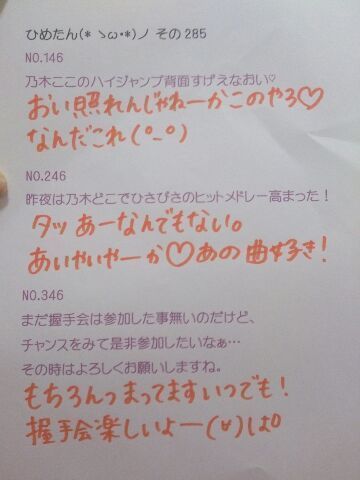 ひめたん(* ゝω・*)ノ その285
NO.146
乃木ここのハイジャンプ背面すげえなおい♡
おい照れんじゃねーかこのやろ♡
なんだこれ(°_°)
NO.246
昨夜は乃木どこでひさびさのヒットメドレー高まった！
タッ あーなんでもない。
あいやいやーか♡あの曲好き！
NO.346
まだ握手会は参加した事無いのだけど、
チャンスをみて是非参加したいなぁ…
その時はよろしくお願いしますね。
もちろんっまってますいつでも！
握手会楽しいよー